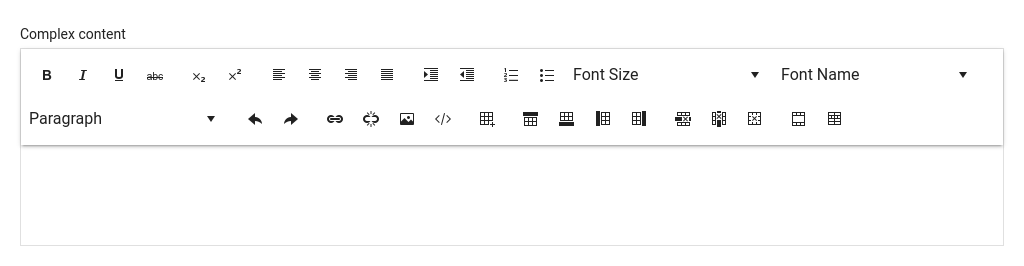 Complex content
B I U abc x₂ x² Font Size Font Name
Paragraph </>